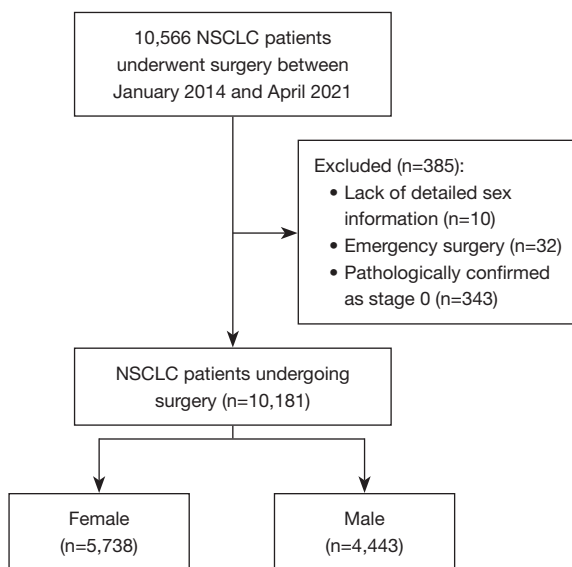 10,566 NSCLC patients
underwent surgery between
January 2014 and April 2021
Excluded (n=385):
• Lack of detailed sex
information (n=10)
• Emergency surgery (n=32)
• Pathologically confirmed
as stage 0 (n=343)
NSCLC patients undergoing
surgery (n=10,181)
Female
(n=5,738)
Male
(n=4,443)